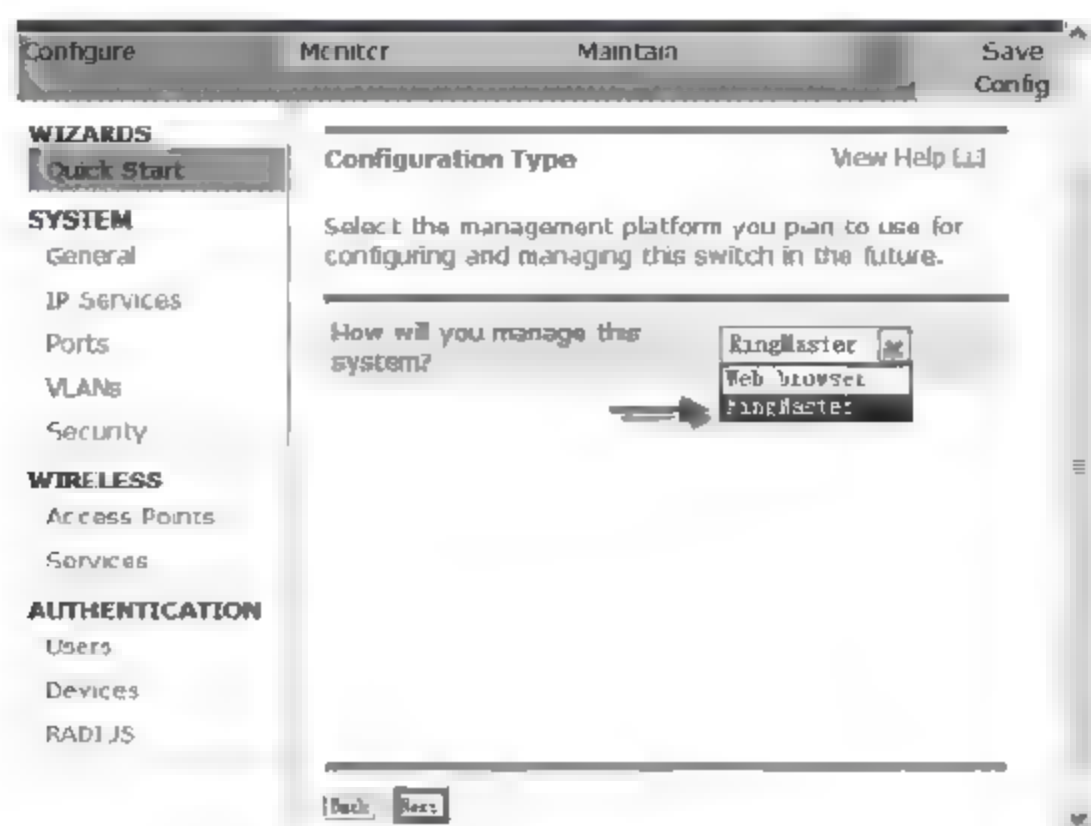 Configure Monitor Maintain Save
Config
WIZARDS
Quick Start
SYSTEM
General
IP Services
Ports
VLANs
Security
WIRELESS
Access Points
Services
AUTHENTICATION
Users
Devices
RADIUS
Configuration Type View Help
Select the management platform you plan to use for
configuring and managing this switch in the future.
How will you manage this
system?
RingMaster
Web browser
RingMaster
Back Next